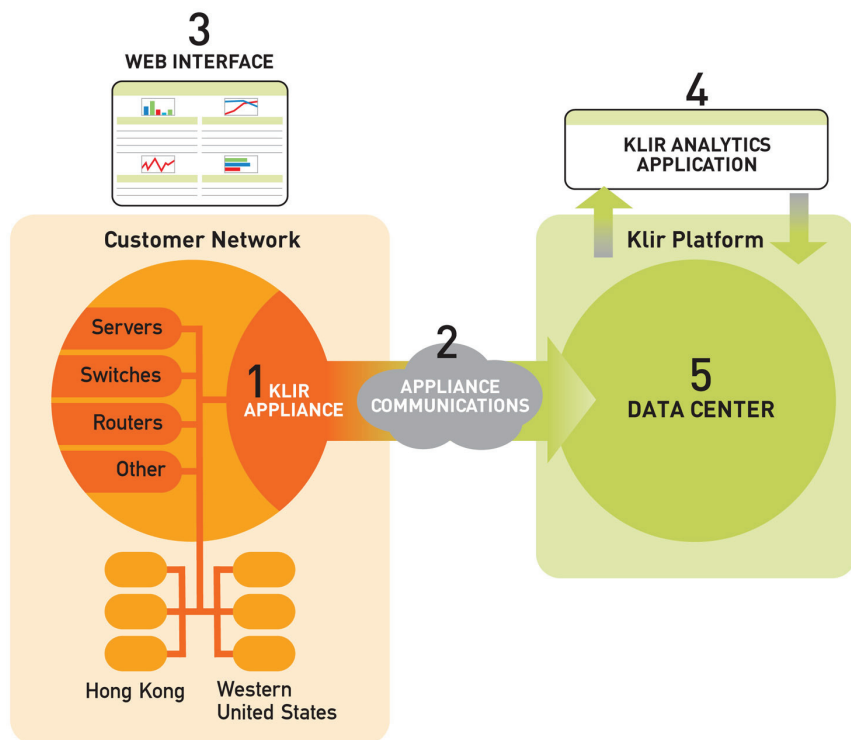 3
WEB INTERFACE
4
KLIR ANALYTICS
APPLICATION
Customer Network
Klir Platform
Servers
Switches
Routers
Other
1 KLIR
APPLIANCE
2
APPLIANCE
COMMUNICATIONS
5
DATA CENTER
Hong Kong
Western
United States